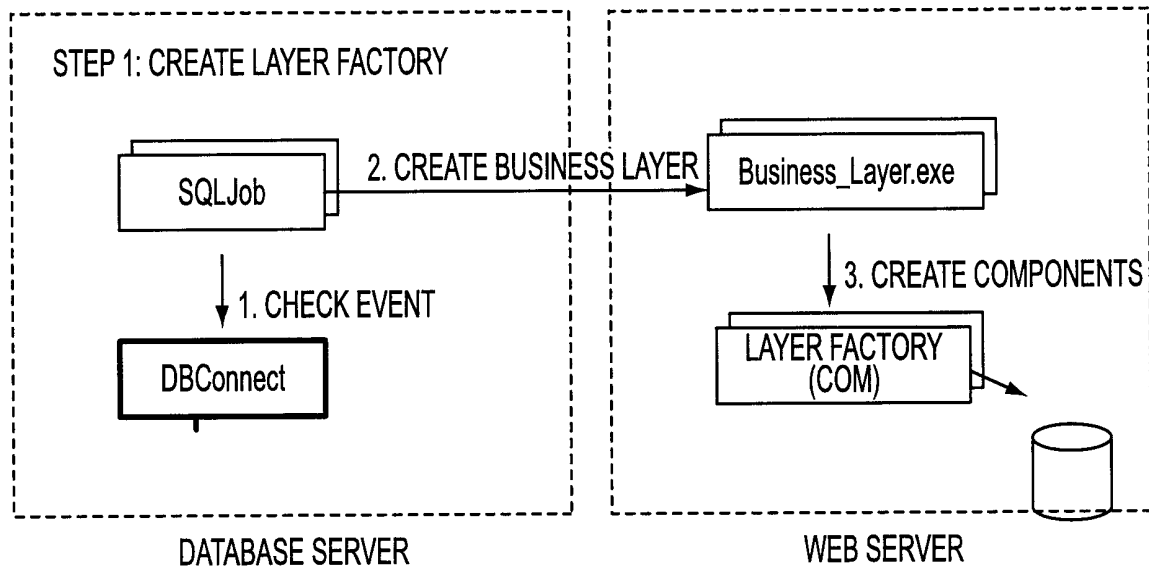 STEP 1: CREATE LAYER FACTORY
SQLJob
2. CREATE BUSINESS LAYER
Business_Layer.exe
1. CHECK EVENT
3. CREATE COMPONENTS
DBConnect
LAYER FACTORY
(COM)
DATABASE SERVER
WEB SERVER